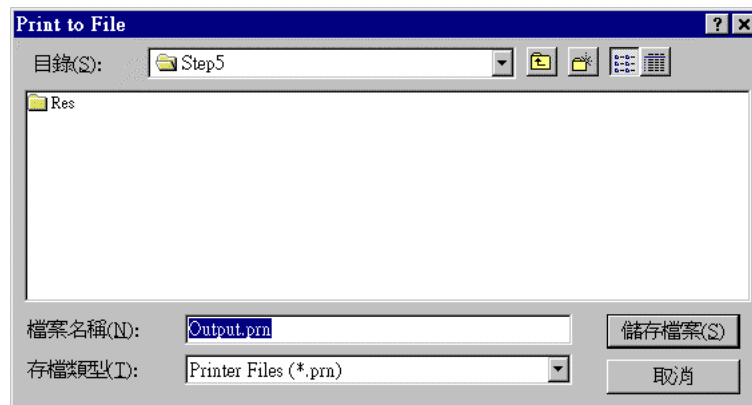 Print to File
目錄(S): Step5
Res
檔案名稱(N): Output.prn 儲存檔案(S)
存檔類型(T): Printer Files (*.prn) 取消